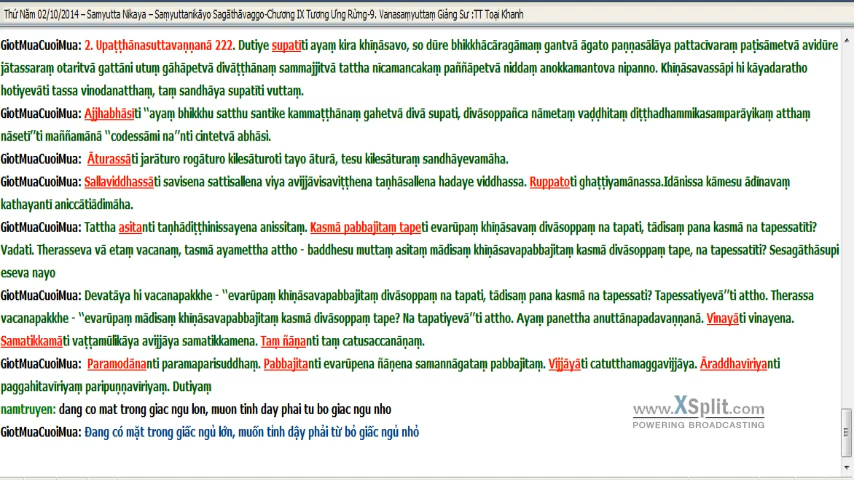 Thứ Năm 02/10/2014 – Samyutta Nikaya – Saṃyuttanikāyo Sagāthāvaggo-Chương IX Tương Ưng Rừng-9. Vanasaṃyuttaṃ Giảng Sư :TT Toại Khanh
GiotMuaCuoiMua: 2. Upaṭṭhānasuttavaṇṇanā 222. Dutiye supatīti ayaṃ kira khīṇāsavo, so dūre bhikkhācāragāmaṃ gantvā āgato paṇṇasālāya pattacīvaraṃ paṭisāmetvā avidūre
jātassaraṃ otaritvā gattāni utuṃ gāhāpetvā divāṭṭhānaṃ sammajjitvā tattha nīcamancakaṃ paññāpetvā niddaṃ anokkamantova nipanno. Khīṇāsavassāpi hi kāyadaratho
hotiyevāti tassa vinodanatthaṃ, taṃ sandhāya supatīti vuttaṃ.
GiotMuaCuoiMua: Ajjhabhāsīti “ayaṃ bhikkhu satthu santike kammaṭṭhānaṃ gahetvā divā supati, divāsoppañca nāmetaṃ vaḍḍhitaṃ diṭṭhadhammikasamparāyikaṃ atthaṃ
nāsetī”ti maññamānā “codessāmi na”nti cintetvā abhāsi.
GiotMuaCuoiMua: Āturassāti jarāturo rogāturo kilesāturoti tayo āturā, tesu kilesāturaṃ sandhāyevamāha.
GiotMuaCuoiMua: Sallaviddhassāti savisena sattisallena viya avijjāvisaviṭṭhena taṇhāsallena hadaye viddhassa. Ruppatoti ghaṭṭiyamānassa.Idānissa kāmesu ādīnavaṃ
kathayantī aniccātiādimāha.
GiotMuaCuoiMua: Tattha asitanti taṇhādiṭṭhinissayena anissitaṃ. Kasmā pabbajitaṃ tapeti evarūpaṃ khīṇāsavaṃ divāsoppaṃ na tapati, tādisaṃ pana kasmā na tapessatīti?
Vadati. Therasseva vā etaṃ vacanaṃ, tasmā ayamettha attho - baddhesu muttaṃ asitaṃ mādisaṃ khīṇāsavapabbajitaṃ kasmā divāsoppaṃ tape, na tapessatīti? Sesagāthāsupi
eseva nayo
GiotMuaCuoiMua: Devatāya hi vacanapakkhe - “evarūpaṃ khīṇāsavapabbajitaṃ divāsoppaṃ na tapati, tādisaṃ pana kasmā na tapessati? Tapessatiyevā”ti attho. Therassa
vacanapakkhe - “evarūpaṃ mādisaṃ khīṇāsavapabbajitaṃ kasmā divāsoppaṃ tape? Na tapatiyevā”ti attho. Ayaṃ panettha anuttānapadavaṇṇanā. Vinayāti vinayena.
Samatikkamāti vaṭṭamūlikāya avijjāya samatikkamena. Taṃ ñāṇanti taṃ catusaccañāṇaṃ.
GiotMuaCuoiMua: Paramodānanti paramaparisuddhaṃ. Pabbajitanti evarūpena ñāṇena samannāgataṃ pabbajitaṃ. Vijjāyāti catutthamaggavijjāya. Āraddhavīriyanti
paggahitavīriyaṃ paripuṇṇavīriyaṃ. Dutiyaṃ
namtruyen: dang co mat trong giac ngu lon, muon tinh day phai tu bo giac ngu nho
GiotMuaCuoiMua: Đang có mặt trong giấc ngủ lớn, muốn tỉnh dậy phải từ bỏ giấc ngủ nhỏ
www.XSplit.com
POWERING BROADCASTING